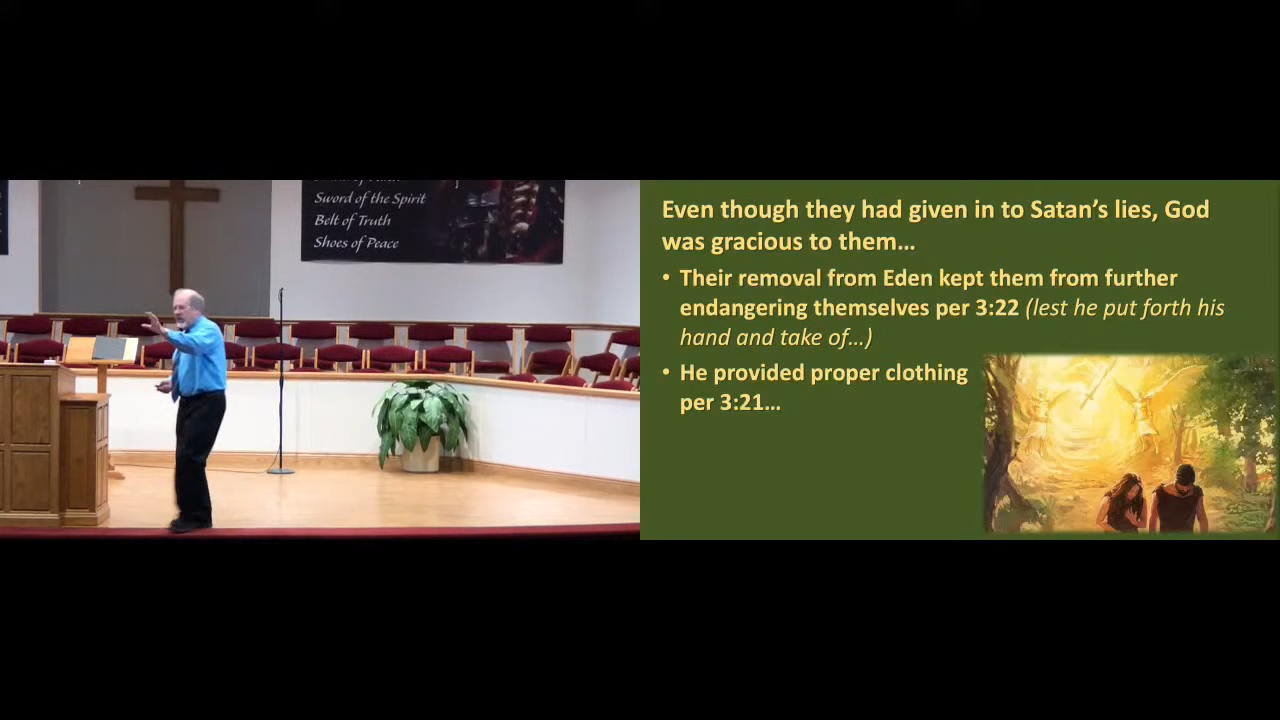 Sword of the Spirit
Belt of Truth
Shoes of Peace
Even though they had given in to Satan's lies, God
was gracious to them…
• Their removal from Eden kept them from further
endangering themselves per 3:22 (lest he put forth his
hand and take of…)
• He provided proper clothing
per 3:21…